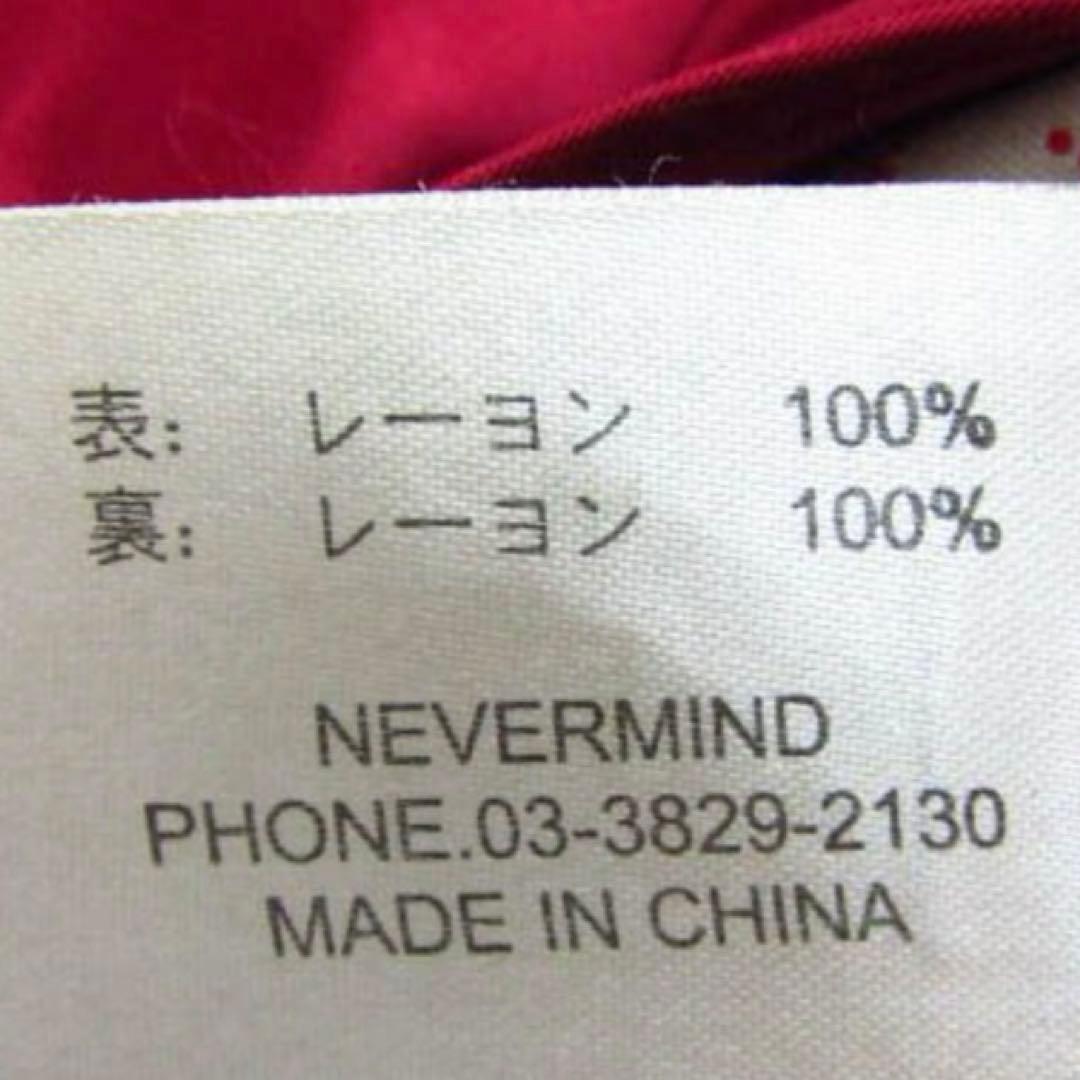 表: レーヨン 100%
裏: レーヨン 100%
NEVERMIND
PHONE.03-3829-2130
MADE IN CHINA